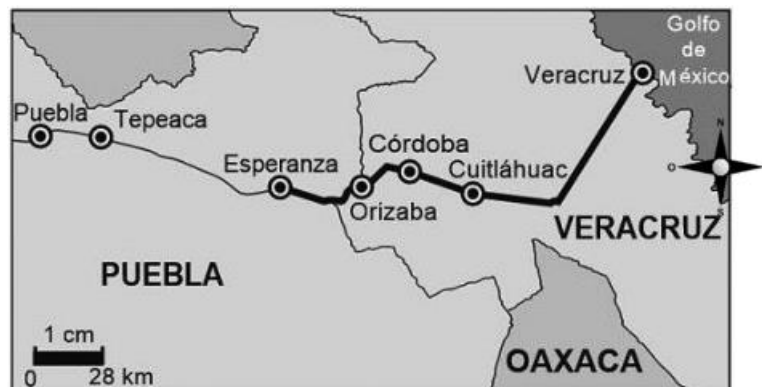 Golfo
de
México
Veracruz
Puebla
Tepeaca
Córdoba
Esperanza
Cuitláhuac
Orizaba
N
O
S
VERACRUZ
PUEBLA
1 cm
0 28 km
OAXACA